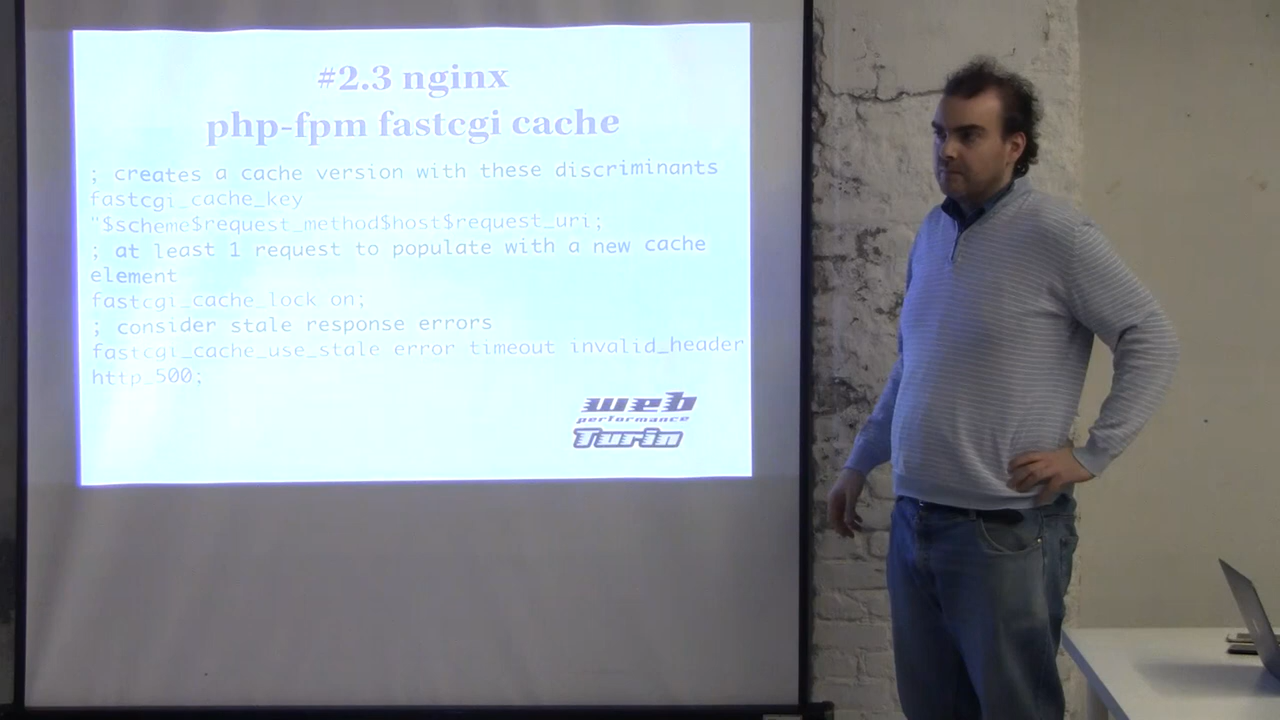 #2.3 nginx
php-fpm fastcgi cache
; creates a cache version with these discriminants
fastcgi_cache_key
"$scheme$request_method$host$request_uri;
; at least 1 request to populate with a new cache
element
fastcgi_cache_lock on;
; consider stale response errors
fastcgi_cache_use_stale error timeout invalid_header
http_500;
web
performance
Turin